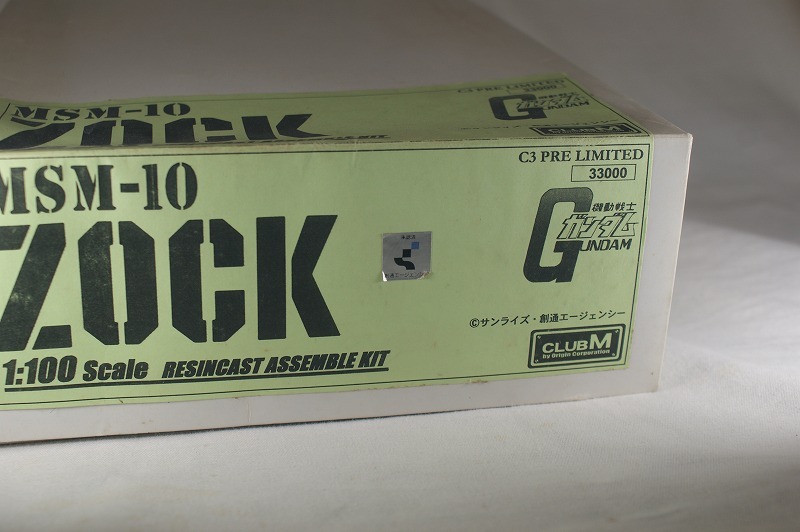 MSM-10
ZOCK
C3 PRE LIMITED
33000
GUNDAM
CLUB M
MSM-10
ZOCK
1:100 Scale RESINCAST ASSEMBLE KIT
C3 PRE LIMITED
33000
機動戦士
ガンダム
GUNDAM
©サンライズ・創通エージェンシー
CLUB M
by Origin Corporation